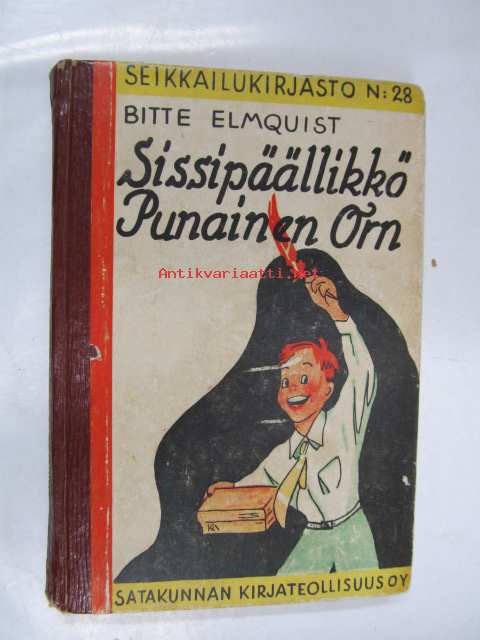 SEIKKAILUKIRJASTO N:28
BITTE ELMQUIST
Sissipäällikkö
Punainen Orn
Antikvariaatti.net
SATAKUNNAN KIRJATEOLLISUUS OY